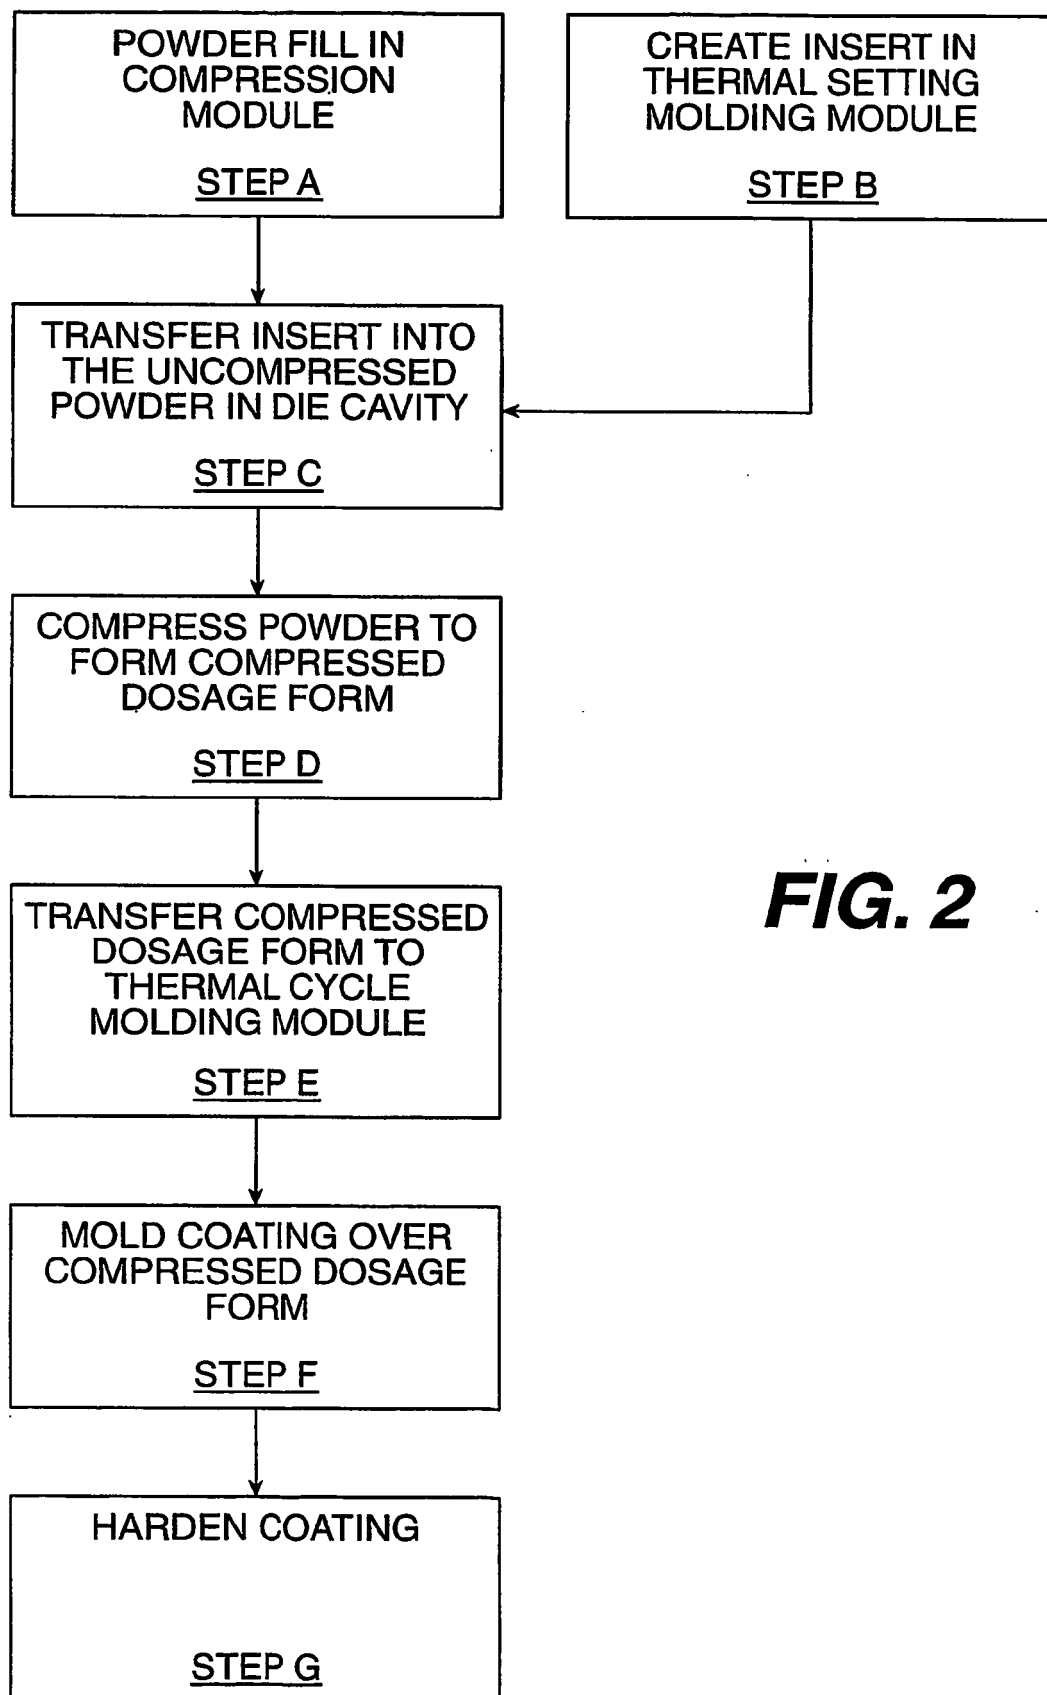 POWDER FILL IN
COMPRESSION
MODULE
STEP A
CREATE INSERT IN
THERMAL SETTING
MOLDING MODULE
STEP B
TRANSFER INSERT INTO
THE UNCOMPRESSED
POWDER IN DIE CAVITY
STEP C
COMPRESS POWDER TO
FORM COMPRESSED
DOSAGE FORM
STEP D
TRANSFER COMPRESSED
DOSAGE FORM TO
THERMAL CYCLE
MOLDING MODULE
STEP E
FIG. 2
MOLD COATING OVER
COMPRESSED DOSAGE
FORM
STEP F
HARDEN COATING
STEP G